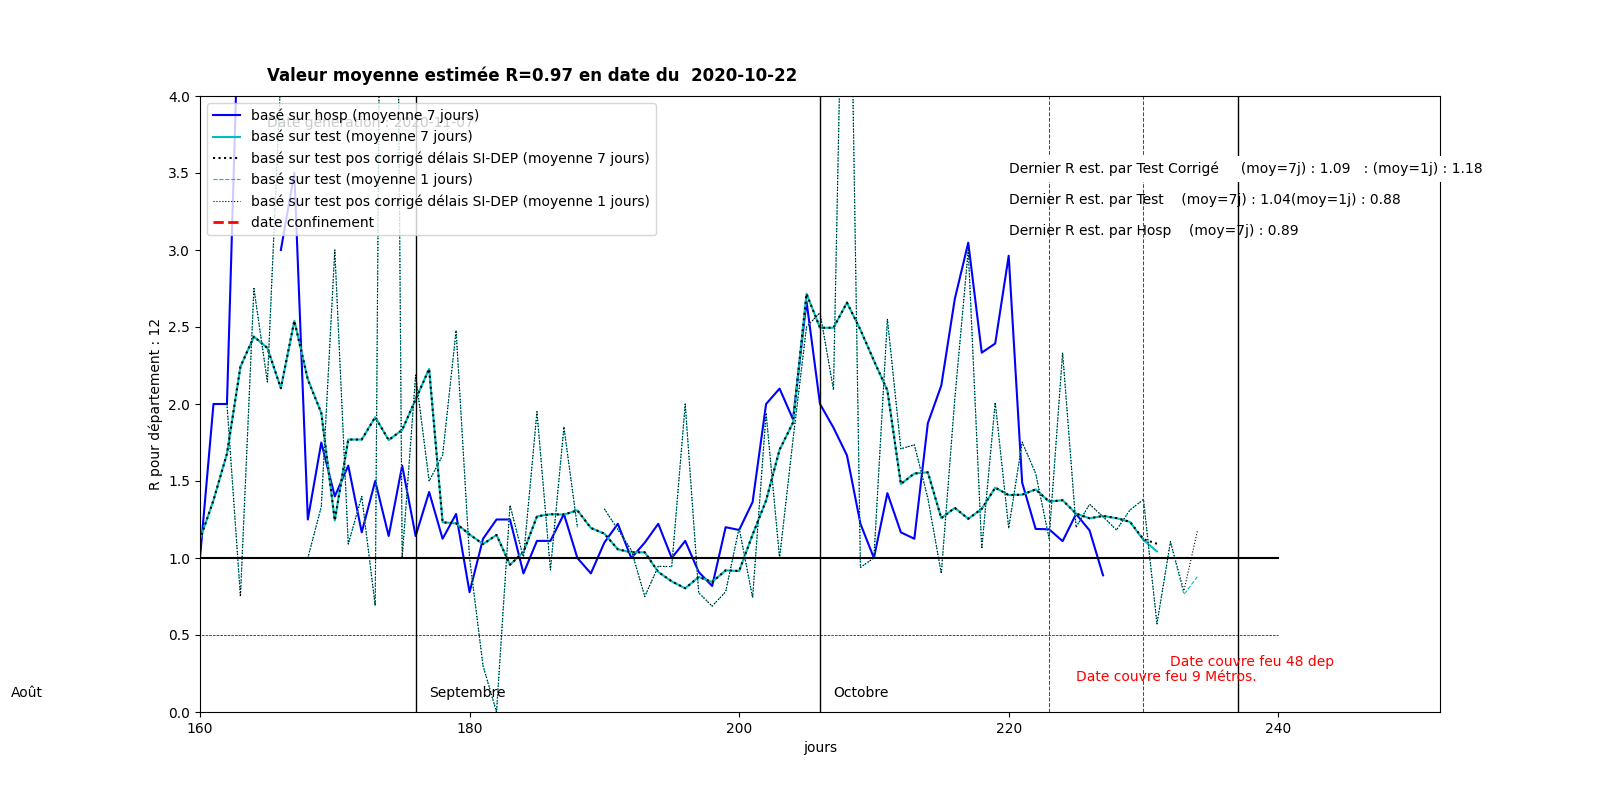 Valeur moyenne estimée R=0.97 en date du  2020-10-22
Date génération : 2020-11-07
basé sur hosp (moyenne 7 jours)
basé sur test (moyenne 7 jours)
basé sur test pos corrigé délais SI-DEP (moyenne 7 jours)
basé sur test (moyenne 1 jours)
basé sur test pos corrigé délais SI-DEP (moyenne 1 jours)
date confinement
Dernier R est. par Test Corrigé     (moy=7j) : 1.09   : (moy=1j) : 1.18
Dernier R est. par Test    (moy=7j) : 1.04(moy=1j) : 0.88
Dernier R est. par Hosp    (moy=7j) : 0.89
R pour département : 12
4.0
3.5
3.0
2.5
2.0
1.5
1.0
0.5
0.0
Date couvre feu 48 dep
Date couvre feu 9 Métros.
Août
Septembre
Octobre
160
180
200
220
240
jours